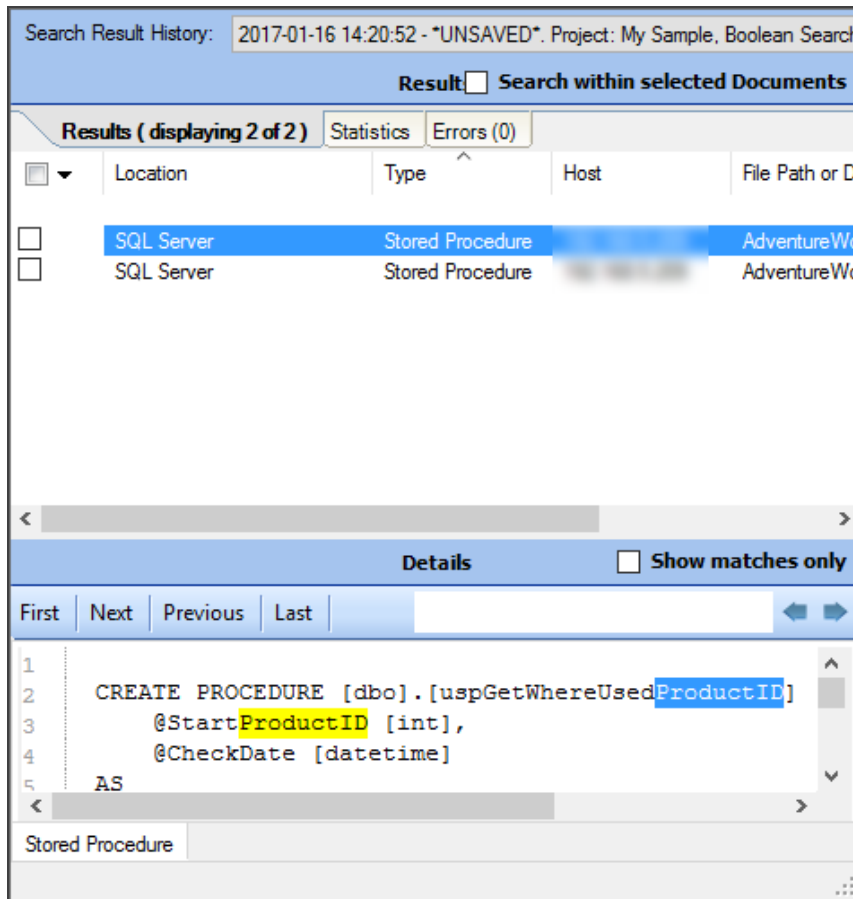 Search Result History: 2017-01-16 14:20:52 - *UNSAVED*. Project: My Sample, Boolean Search
Result Search within selected Documents
Results ( displaying 2 of 2 ) Statistics Errors (0)
Location Type Host File Path or D
SQL Server Stored Procedure AdventureWo
SQL Server Stored Procedure AdventureWo
Details Show matches only
First Next Previous Last
1
2 CREATE PROCEDURE [dbo].[uspGetWhereUsedProductID]
3 @StartProductID [int],
4 @CheckDate [datetime]
5 AS
Stored Procedure